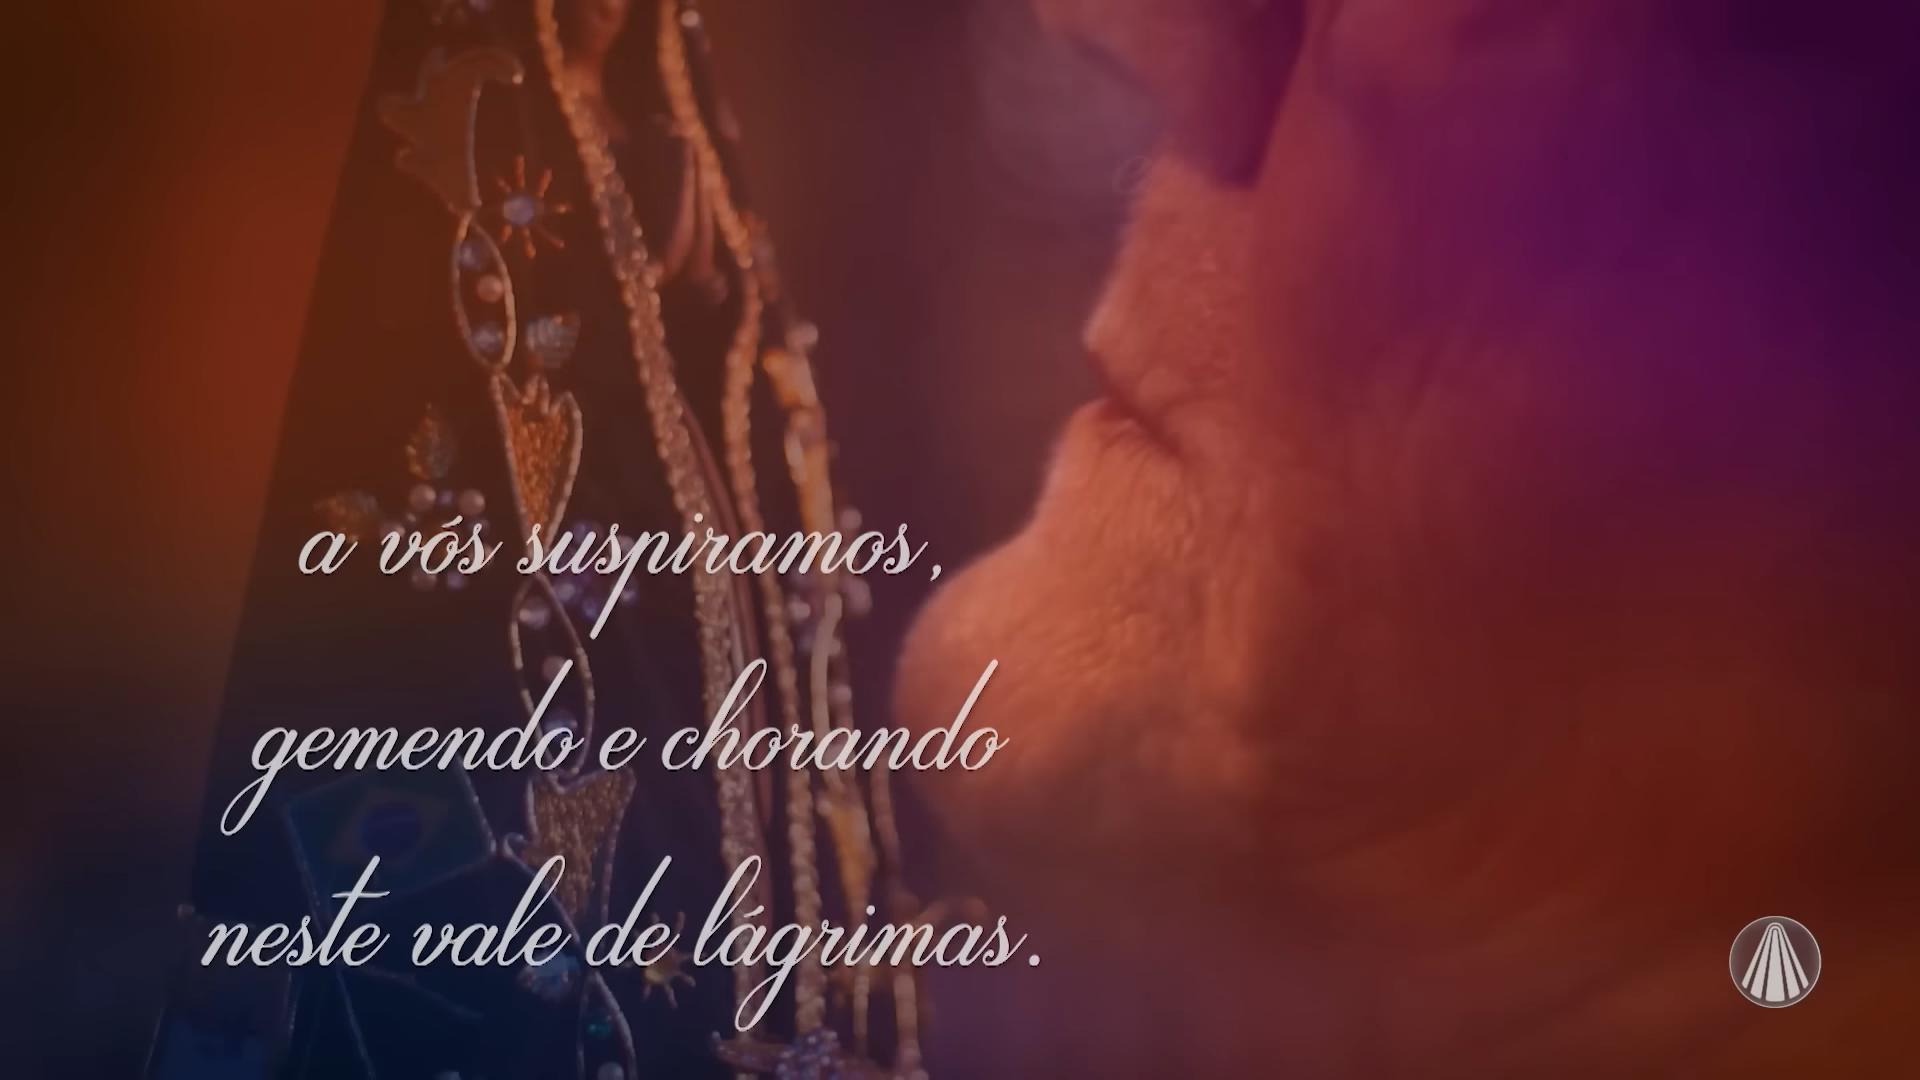 a vós suspiramos,
gemendo e chorando
neste vale de lágrimas.